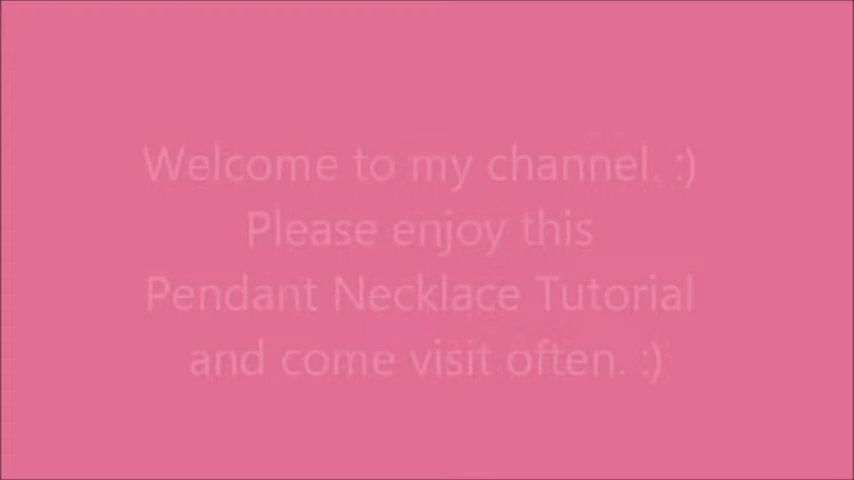 Welcome to my channel. :)
Please enjoy this
Pendant Necklace Tutorial
and come visit often. :)